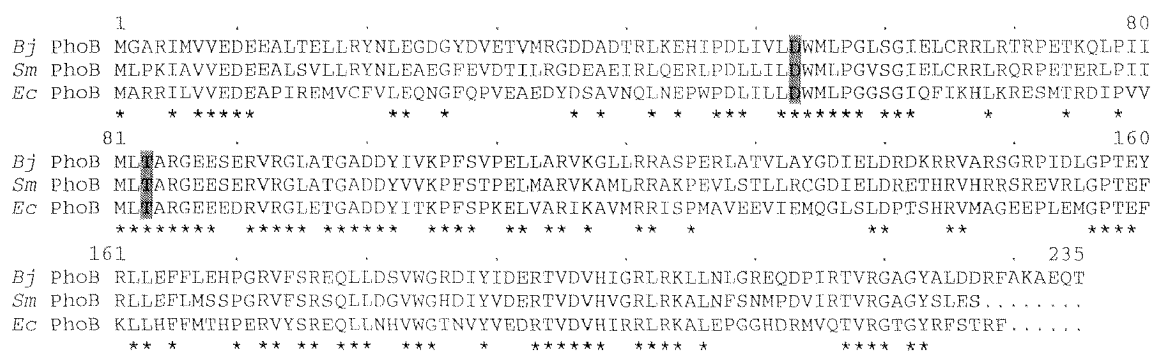 1 . . . . . . . 80
Bj PhoB MGARIMVVEDEEALTELLRYNLEGDGYDVETVMRGDDADTRLKEHIPDLIVLDWMLPGLSGIELCRRLRTRPETKQLPII
Sm PhoB MLPKIAVVEDEEALSVLLRYNLEAEGFEVDTILRGDEAEIRLQERLPDLLILDWMLPGVSGIELCRRLRQRPETERLPII
Ec PhoB MARRILVVEDEAPIREMVCFVLEQNGFQPVEAEDYDSAVNQLNEPWPDLILLDWMLPGGSGIQFIKHLKRESMTRDIPVV
* * ***** ** * * * * *** ******* *** * * *
81 . . . . . . . 160
Bj PhoB MLTARGEESERVRGLATGADDYIVKPFSVPELLARVKGLLRRASPERLATVLAYGDIELDRDKRRVARSGRPIDLGPTEY
Sm PhoB MLTARGEESERVRGLATGADDYVVKPFSTPELMARVKAMLRRAKPEVLSTLLRCGDIELDRETHRVHRRSREVRLGPTEF
Ec PhoB MLTARGEEEDRVRGLETGADDYITKPFSPKELVARIKAVMRRISPMAVEEVIEMQGLSLDPTSHRVMAGEEPLEMGPTEF
******** ***** ****** **** ** ** * ** * ** ** ****
161 . . . . . . 235
Bj PhoB RLLEFFLEHPGRVFSREQLLDSVWGRDIYIDERTVDVHIGRLRKLLNLGREQDPIRTVRGAGYALDDRFAKAEQT
Sm PhoB RLLEFLMSSPGRVFSRSQLLDGVWGHDIYVDERTVDVHVGRLRKALNFSNMPDVIRTVRGAGYSLES........
Ec PhoB KLLHFFMTHPERVYSREQLLNHVWGTNVYVEDRTVDVHIRRLRKALEPGGHDRMVQTVRGTGYRFSTRF......
** * * ** ** *** *** * ****** **** * **** **